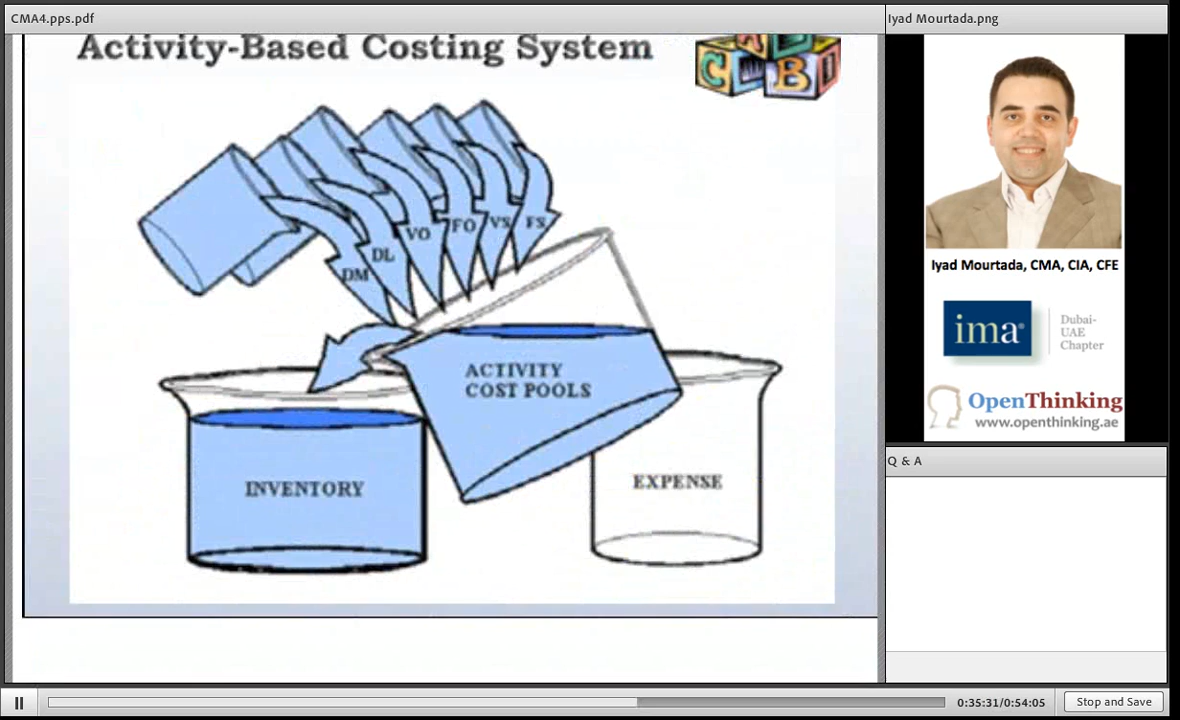 CMA4.pps.pdf
Iyad Mourtada.png
Activity-Based Costing System
DM
DL
VO
FO
VS
FS
ACTIVITY
COST POOLS
INVENTORY
EXPENSE
Iyad Mourtada, CMA, CIA, CFE
ima®
Dubai-
UAE
Chapter
OpenThinking
www.openthinking.ae
Q & A
0:35:31/0:54:05
Stop and Save